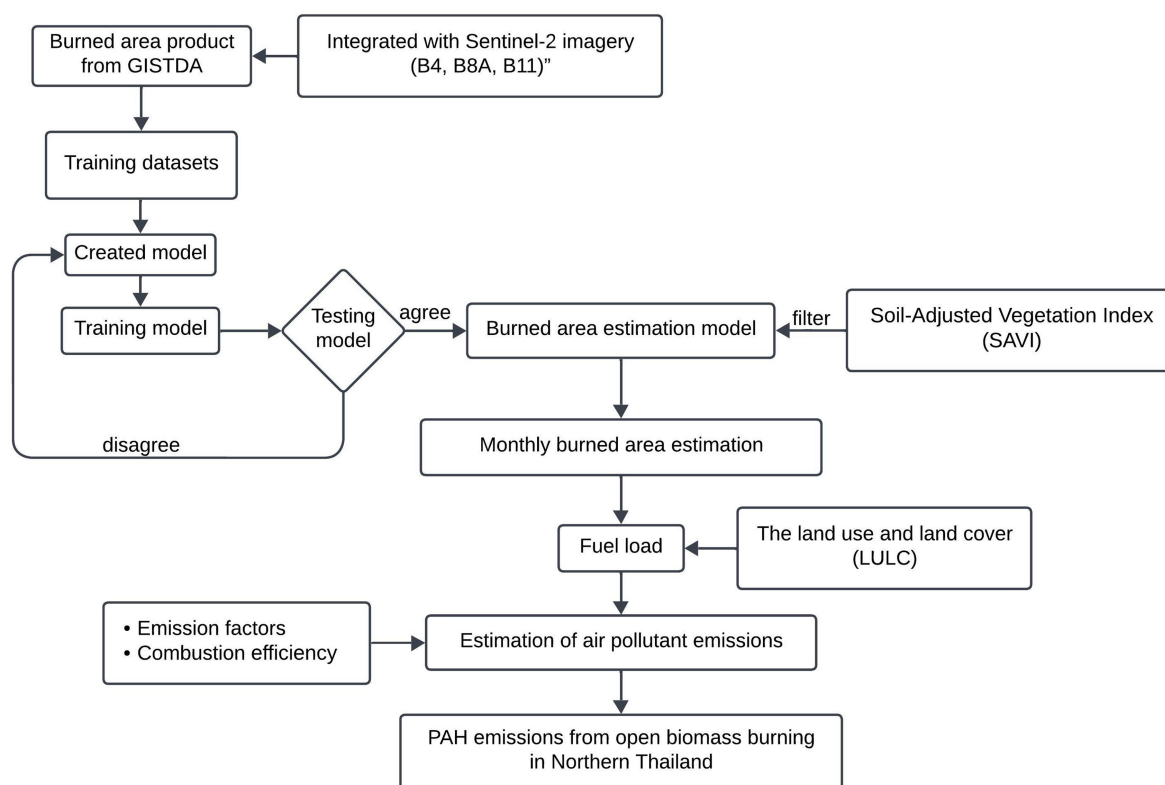 Burned area product
from GISTDA
Integrated with Sentinel-2 imagery
(B4, B8A, B11)”
Training datasets
Created model
Training model
Testing
model
agree
disagree
Burned area estimation model
filter
Soil-Adjusted Vegetation Index
(SAVI)
Monthly burned area estimation
Fuel load
The land use and land cover
(LULC)
• Emission factors
• Combustion efficiency
Estimation of air pollutant emissions
PAH emissions from open biomass burning
in Northern Thailand